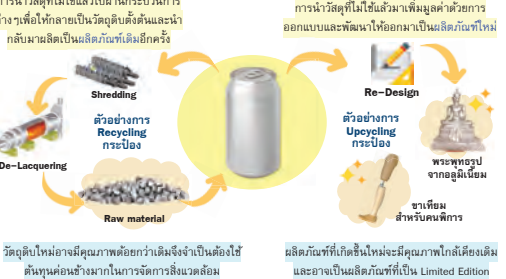 การนำวัสดุที่ไม่ใช้แล้วไปผ่านกระบวนการ
ต่างๆเพื่อให้กลายเป็นวัตถุดิบตั้งต้นและนำ
กลับมาผลิตเป็นผลิตภัณฑ์เดิมอีกครั้ง
Shredding
ตัวอย่างการ
Recycling
กระป๋อง
De-Lacquering
Raw material
วัตถุดิบใหม่อาจมีคุณภาพด้อยกว่าเดิมจึงจำเป็นต้องใช้
ต้นทุนค่อนข้างมากในการจัดการสิ่งแวดล้อม
การนำวัสดุที่ไม่ใช้แล้วมาเพิ่มมูลค่าด้วยการ
ออกแบบและพัฒนาให้ออกมาเป็นผลิตภัณฑ์ใหม่
Re-Design
ตัวอย่างการ
Upcycling
กระป๋อง
พระพุทธรูป
จากอลูมิเนียม
ขาเทียม
สำหรับคนพิการ
ผลิตภัณฑ์ที่เกิดขึ้นใหม่จะมีคุณภาพใกล้เคียงเดิม
และอาจเป็นผลิตภัณฑ์ที่เป็น Limited Edition